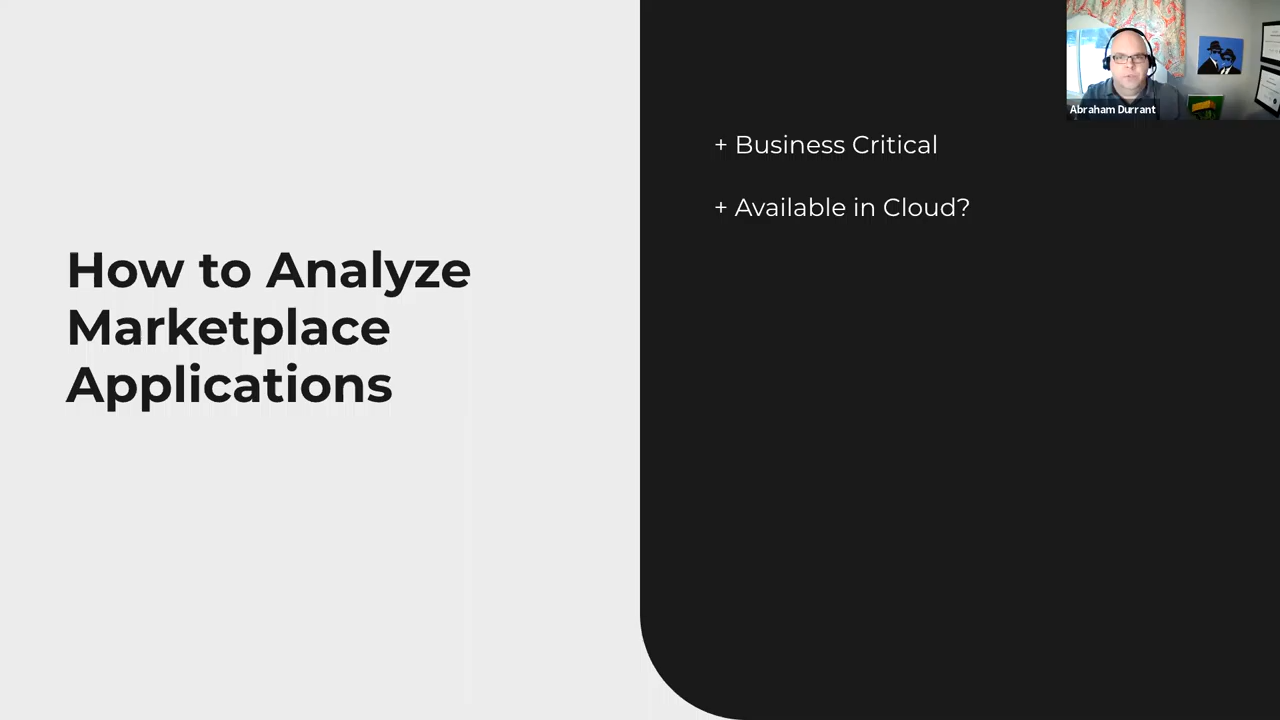 How to Analyze
Marketplace
Applications
+ Business Critical
+ Available in Cloud?
Abraham Durrant